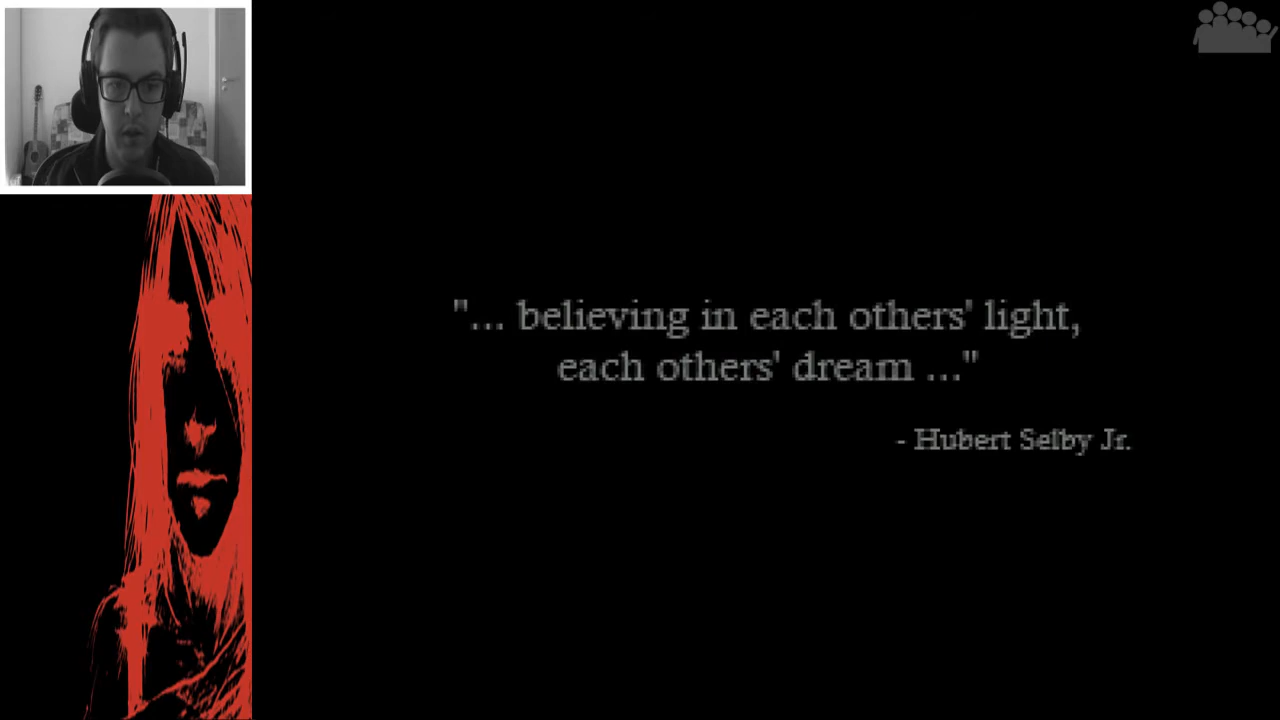 "... believing in each others' light,
each others' dream ..."
- Hubert Selby Jr.